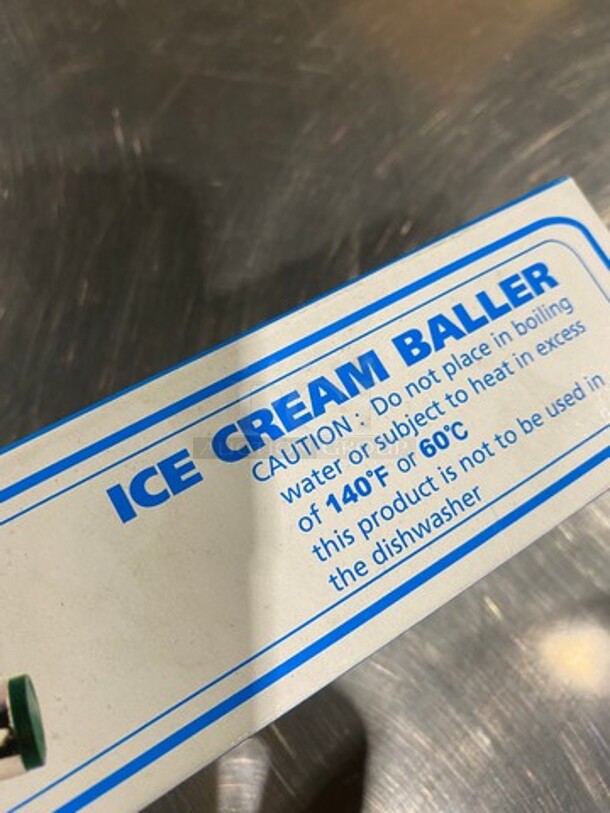 ICE CREAM BALLER
CAUTION: Do not place in boiling
water or subject to heat in excess
of 140°F or 60°C
this product is not to be used in
the dishwasher